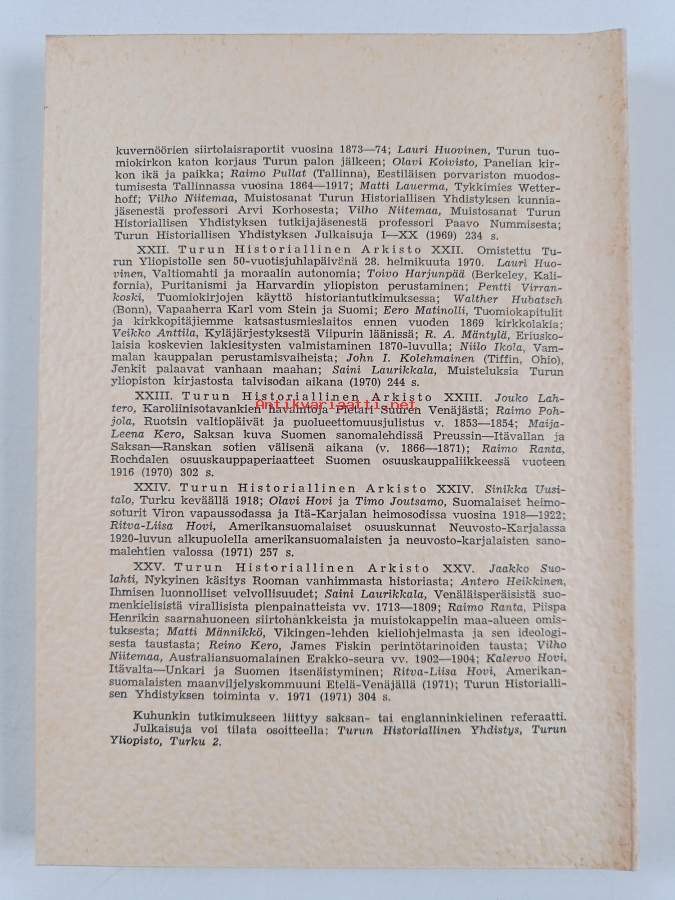 kuvernöörien siirtolaisraportit vuosina 1873—74; Lauri Huovinen, Turun tuo-
miokirkon katon korjaus Turun palon jälkeen; Olavi Koivisto, Panelian kir-
kon ikä ja paikka; Raimo Pullat (Tallinna), Eestiläisen porvariston muodos-
tumisesta Tallinnassa vuosina 1864—1917; Matti Lauerma, Tykkimies Wetter-
hoff; Vilho Niitemaa, Muistosanat Turun Historiallisen Yhdistyksen kunnia-
jäsenestä professori Arvi Korhosesta; Vilho Niitemaa, Muistosanat Turun
Historiallisen Yhdistyksen tutkijajäsenestä professori Paavo Nummisesta;
Turun Historiallisen Yhdistyksen Julkaisuja I—XX (1969) 234 s.
XXII. Turun Historiallinen Arkisto XXII. Omistettu Tu-
run Yliopistolle sen 50-vuotisjuhlapäivänä 28. helmikuuta 1970. Lauri Huo-
vinen, Valtiomahti ja moraalin autonomia; Toivo Harjunpää (Berkeley, Kali-
fornia), Puritanismi ja Harvardin yliopiston perustaminen; Pentti Virran-
koski, Tuomiokirjojen käyttö historiantutkimuksessa; Walther Hubatsch
(Bonn), Vapaaherra Karl vom Stein ja Suomi; Eero Matinolli, Tuomiokapitulit
ja kirkkopitäjiemme katsastusmieslaitos ennen vuoden 1869 kirkkolakia;
Veikko Anttila, Kyläjärjestyksestä Viipurin läänissä; R. A. Mäntylä, Eriusko-
laisia koskevien lakiesitysten valmistaminen 1870-luvulla; Niilo Ikola, Vam-
malan kauppalan perustamisvaiheista; John I. Kolehmainen (Tiffin, Ohio),
Jenkit palaavat vanhaan maahan; Saini Laurikkala, Muisteluksia Turun
yliopiston kirjastosta talvisodan aikana (1970) 244 s.
XXIII. Turun Historiallinen Arkisto XXIII. Jouko Lah-
tero, Karoliinisotavankien havaintoja Pietari Suuren Venäjästä; Raimo Poh-
Antikvariaatti.net
jola, Ruotsin valtiopäivät ja puolueettomuusjulistus v. 1853—1854; Maija-
Leena Kero, Saksan kuva Suomen sanomalehdissä Preussin—Itävallan ja
Saksan—Ranskan sotien välisenä aikana (v. 1866—1871); Raimo Ranta,
Rochdalen osuuskauppaperiaatteet Suomen osuuskauppaliikkeessä vuoteen
1916 (1970) 302 s.
XXIV. Turun Historiallinen Arkisto XXIV. Sinikka Uusi-
talo, Turku keväällä 1918; Olavi Hovi ja Timo Joutsamo, Suomalaiset heimo-
soturit Viron vapaussodassa ja Itä-Karjalan heimosodissa vuosina 1918—1922;
Ritva-Liisa Hovi, Amerikansuomalaiset osuuskunnat Neuvosto-Karjalassa
1920-luvun alkupuolella amerikansuomalaisten ja neuvosto-karjalaisten sano-
malehtien valossa (1971) 257 s.
XXV. Turun Historiallinen Arkisto XXV. Jaakko Suo-
lahti, Nykyinen käsitys Rooman vanhimmasta historiasta; Antero Heikkinen,
Ihmisen luonnolliset velvollisuudet; Saini Laurikkala, Venäläisperäisistä suo-
menkielisistä virallisista pienpainatteista vv. 1713—1809; Raimo Ranta, Piispa
Henrikin saarnahuoneen siirtohankkeista ja muistokappelin maa-alueen omis-
tuksesta; Matti Männikkö, Vikingen-lehden kieliohjelmasta ja sen ideologi-
sesta taustasta; Reino Kero, James Fiskin perintötarinoiden tausta; Vilho
Niitemaa, Australiansuomalainen Erakko-seura vv. 1902—1904; Kalervo Hovi,
Itävalta—Unkari ja Suomen itsenäistyminen; Ritva-Liisa Hovi, Amerikan-
suomalaisten maanviljelyskommuuni Etelä-Venäjällä (1971); Turun Historialli-
sen Yhdistyksen toiminta v. 1971 (1971) 304 s.
Kuhunkin tutkimukseen liittyy saksan- tai englanninkielinen referaatti.
Julkaisuja voi tilata osoitteella: Turun Historiallinen Yhdistys, Turun
Yliopisto, Turku 2.